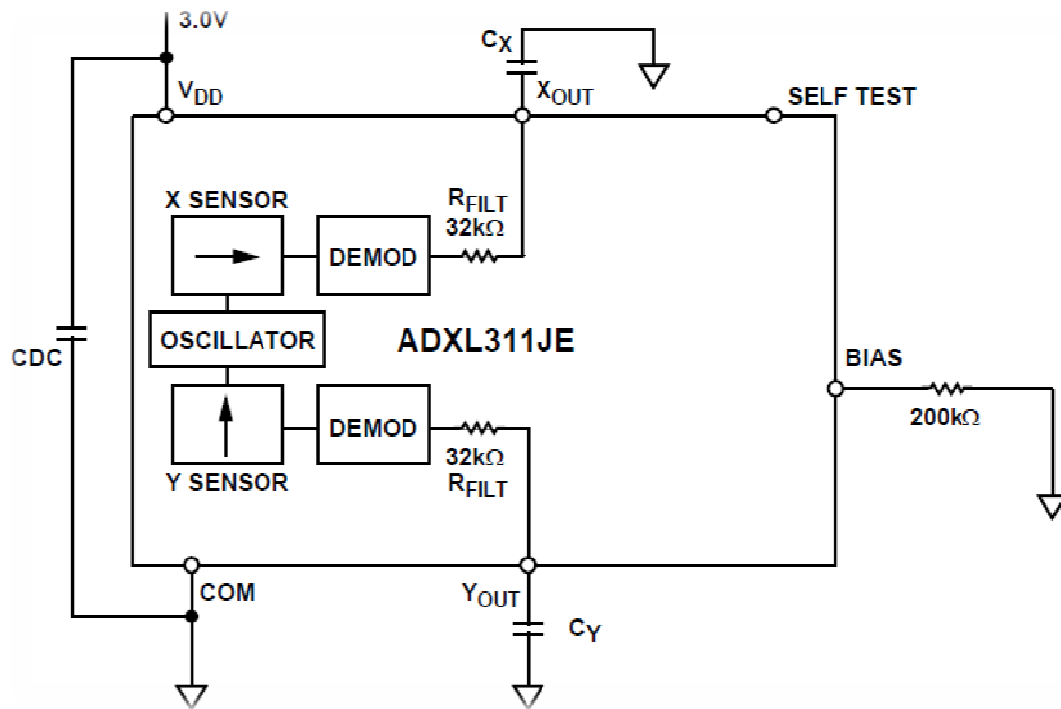 3.0V
CX
VDD
XOUT
SELF TEST
X SENSOR
RFILT
32kΩ
DEMOD
OSCILLATOR
ADXL311JE
CDC
BIAS
200kΩ
DEMOD
32kΩ
RFILT
Y SENSOR
COM
YOUT
CY